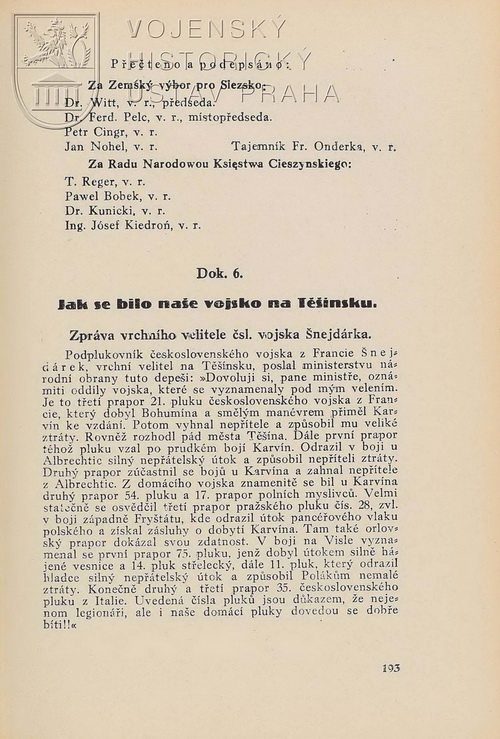 VOJENSKÝ
HISTORICKÝ
ÚSTAV PRAHA
Přečteno a podepsáno:
Za Zemský výbor pro Slezsko:
Dr. Witt, v. r., předseda.
Dr. Ferd. Pelc, v. r., místopředseda.
Petr Cingr, v. r.
Jan Nohel, v. r. Tajemník Fr. Onderka, v. r.
Za Radu Narodowou Księstwa Cieszynskiego:
T. Reger, v. r.
Pawel Bobek, v. r.
Dr. Kunicki, v. r.
Ing. Jósef Kiedroń, v. r.
Dok. 6.
Jak se bilo naše vojsko na Těšínsku.
Zpráva vrchního velitele čsl. vojska Šnejdárka.
Podplukovník československého vojska z Francie Šnej-
dárek, vrchní velitel na Těšínsku, poslal ministerstvu ná-
rodní obrany tuto depeši: »Dovoluji si, pane ministře, ozná-
miti oddíly vojska, které se vyznamenaly pod mým velením.
Je to třetí prapor 21. pluku československého vojska z Fran-
cie, který dobyl Bohumína a smělým manévrem přiměl Kar-
vín ke vzdání. Potom vyhnal nepřítele a způsobil mu veliké
ztráty. Rovněž rozhodl pád města Těšína. Dále první prapor
téhož pluku vzal po prudkém boji Karvín. Odrazil v boji u
Albrechtic silný nepřátelský útok a způsobil nepříteli ztráty.
Druhý prapor zúčastnil se bojů u Karvína a zahnal nepřítele
z Albrechtic. Z domácího vojska znamenitě se bil u Karvína
druhý prapor 54. pluku a 17. prapor polních myslivců. Velmi
statečně se osvědčil třetí prapor pražského pluku čís. 28, zvl.
v boji západně Fryštátu, kde odrazil útok pancéřového vlaku
polského a získal zásluhy o dobytí Karvína. Tam také orlov-
ský prapor dokázal svou zdatnost. V boji na Visle vyzna-
menal se první prapor 75. pluku, jenž dobyl útokem silně há-
jené vesnice a 14. pluk střelecký, dále 11. pluk, který odrazil
hladce silný nepřátelský útok a způsobil Polákům nemalé
ztráty. Konečně druhý a třetí prapor 35. československého
pluku z Italie. Uvedená čísla pluků jsou důkazem, že neje-
nom legionáři, ale i naše domácí pluky dovedou se dobře
bíti!!«
193